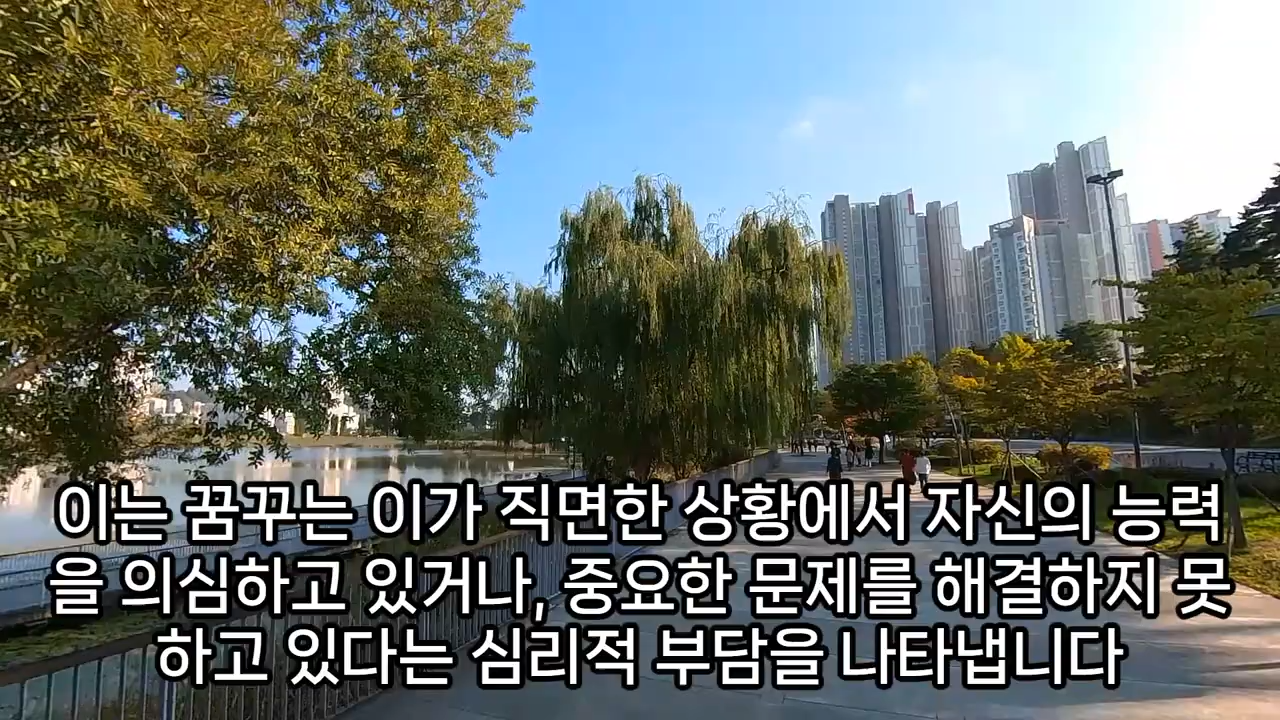 이는 꿈꾸는 이가 직면한 상황에서 자신의 능력
을 의심하고 있거나, 중요한 문제를 해결하지 못
하고 있다는 심리적 부담을 나타냅니다